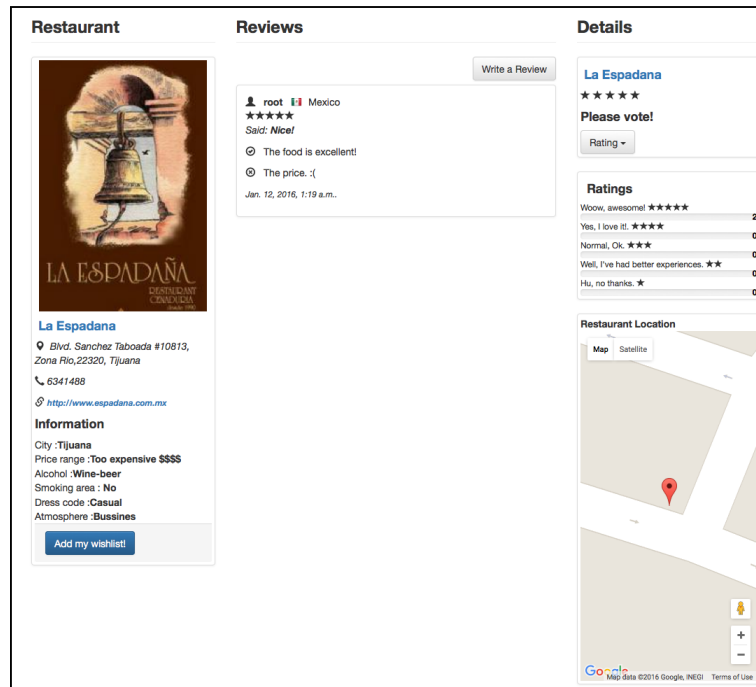 Restaurant
LA ESPADAÑA
RESTAURANT
CENADURIA
La Espadana
Blvd. Sanchez Taboada #10813,
Zona Rio,22320, Tijuana
6341488
http://www.espadana.com.mx
Information
City :Tijuana
Price range :Too expensive $$$$
Alcohol :Wine-beer
Smoking area : No
Dress code :Casual
Atmosphere :Bussines
Add my wishlist!
Reviews
Write a Review
root Mexico
★★★★★
Said: Nice!
The food is excellent!
The price. :(
Jan. 12, 2016, 1:19 a.m..
Details
La Espadana
★★★★★
Please vote!
Rating
Ratings
Woow, awesome! ★★★★★
2
Yes, I love it!. ★★★★
0
Normal, Ok. ★★★
0
Well, I've had better experiences. ★★
0
Hu, no thanks. ★
0
Restaurant Location
Map Satellite
+
−
Google
Map data ©2016 Google, INEGI Terms of Use